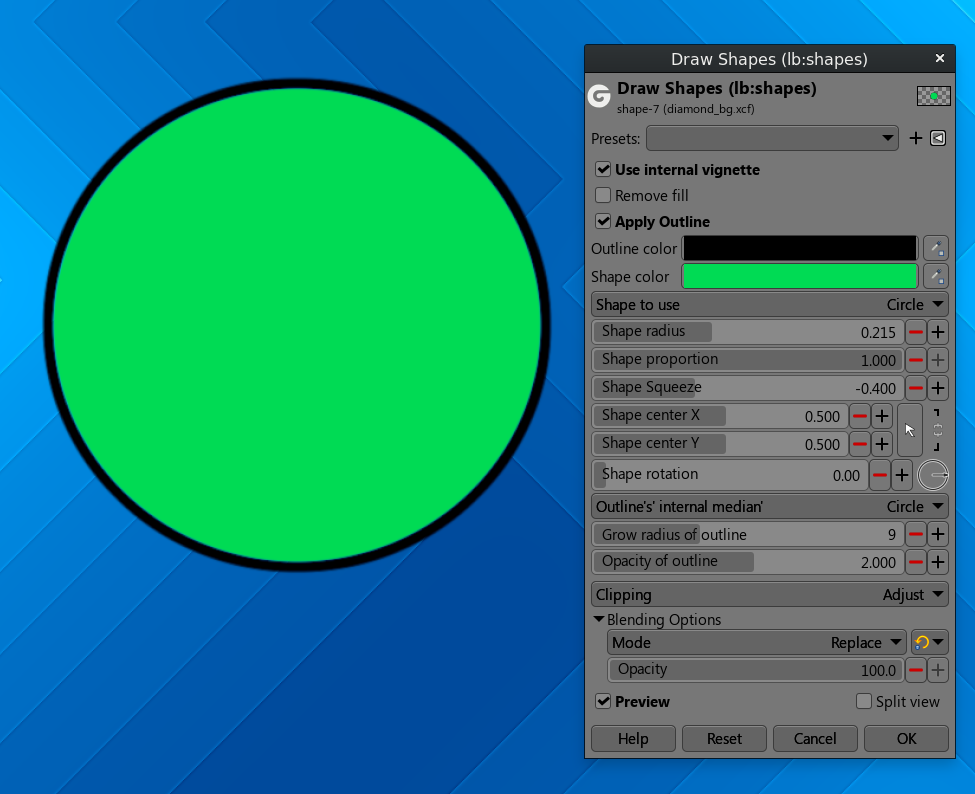 Draw Shapes (lb:shapes)
Draw Shapes (lb:shapes)
shape-7 (diamond_bg.xcf)
Presets:
Use internal vignette
Remove fill
Apply Outline
Outline color
Shape color
Shape to use Circle
Shape radius 0.215
Shape proportion 1.000
Shape Squeeze -0.400
Shape center X 0.500
Shape center Y 0.500
Shape rotation 0.00
Outline's' internal median' Circle
Grow radius of outline 9
Opacity of outline 2.000
Clipping Adjust
Blending Options
Mode Replace
Opacity 100.0
Preview Split view
Help Reset Cancel OK